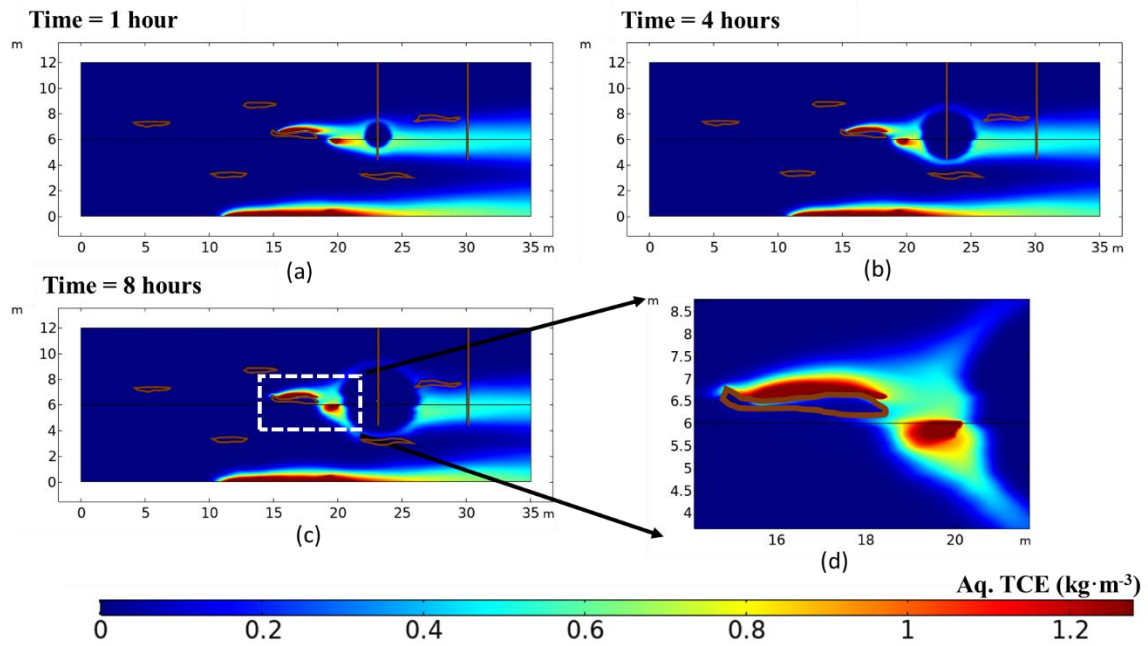 Time = 1 hour
Time = 4 hours
m
12
10
8
6
4
2
0
0 5 10 15 20 25 30 35 m
(a)
m
12
10
8
6
4
2
0
0 5 10 15 20 25 30 35 m
(b)
Time = 8 hours
m
12
10
8
6
4
2
0
0 5 10 15 20 25 30 35 m
(c)
m
8.5
8
7.5
7
6.5
6
5.5
5
4.5
4
16 18 20 m
(d)
Aq. TCE (kg·m⁻³)
0 0.2 0.4 0.6 0.8 1 1.2